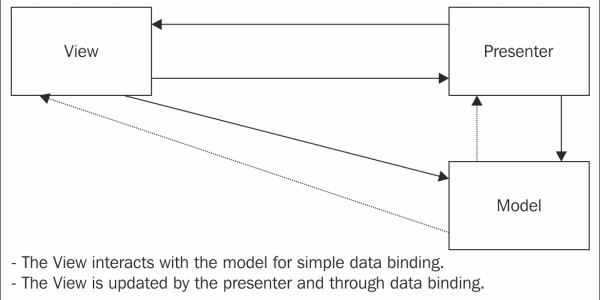 View
Presenter
Model
- The View interacts with the model for simple data binding.
- The View is updated by the presenter and through data binding.